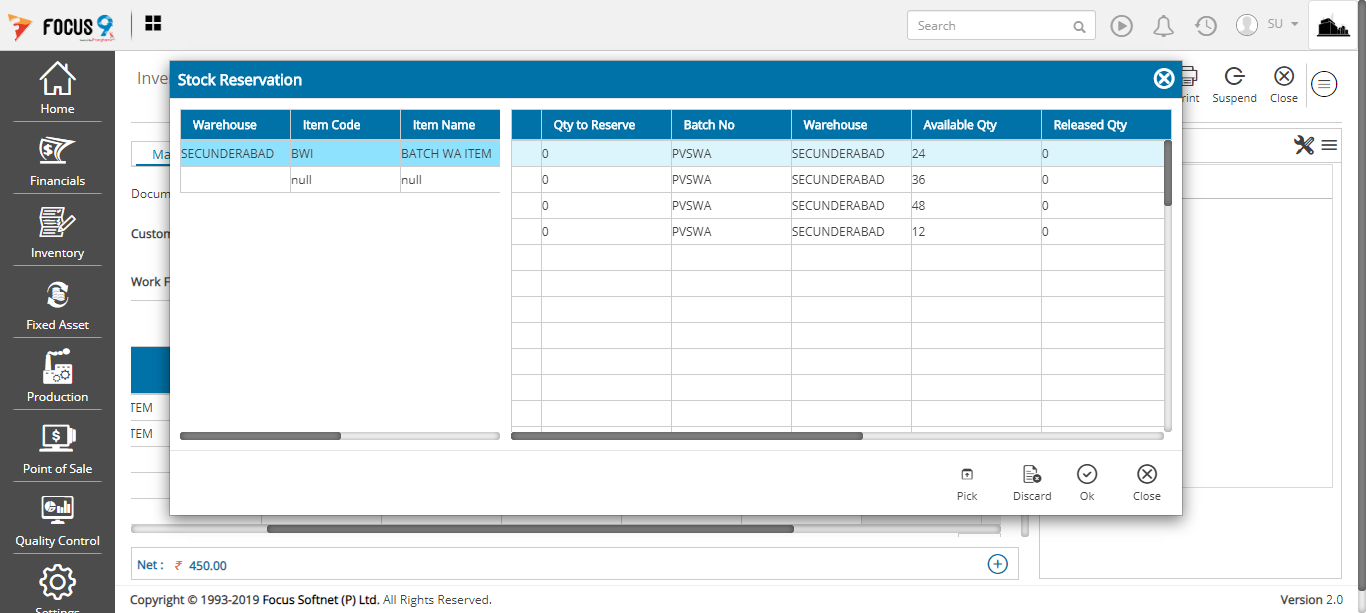 FOCUS 9
Search
SU
Home
Financials
Inventory
Fixed Asset
Production
Point of Sale
Quality Control
Settings
Inve
rint
Suspend
Close
Ma
Docum
Custom
Work F
TEM
TEM
Stock Reservation
Warehouse Item Code Item Name
SECUNDERABAD BWI BATCH WA ITEM
null null
Qty to Reserve Batch No Warehouse Available Qty Released Qty
0 PVSWA SECUNDERABAD 24 0
0 PVSWA SECUNDERABAD 36 0
0 PVSWA SECUNDERABAD 48 0
0 PVSWA SECUNDERABAD 12 0
Pick
Discard
Ok
Close
Net : ₹ 450.00
Copyright © 1993-2019 Focus Softnet (P) Ltd. All Rights Reserved.
Version 2.0